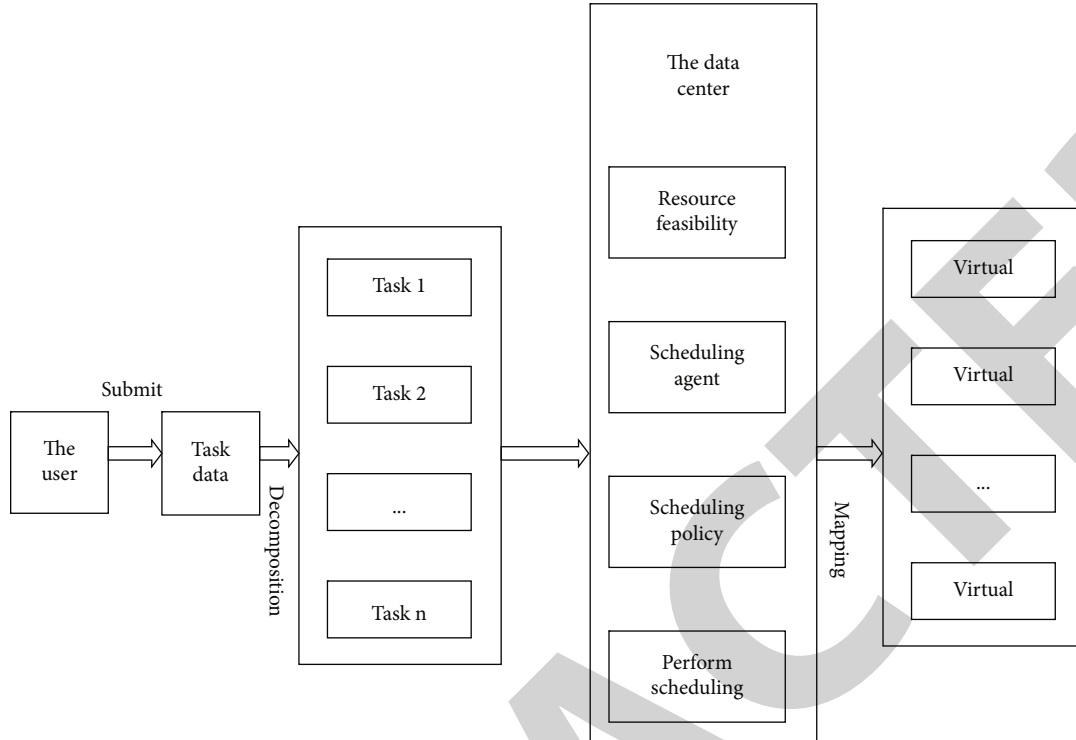 The user
Submit
Task data
Decomposition
Task 1
Task 2
...
Task n
The data
center
Resource
feasibility
Scheduling
agent
Scheduling
policy
Perform
scheduling
Mapping
Virtual
Virtual
...
Virtual